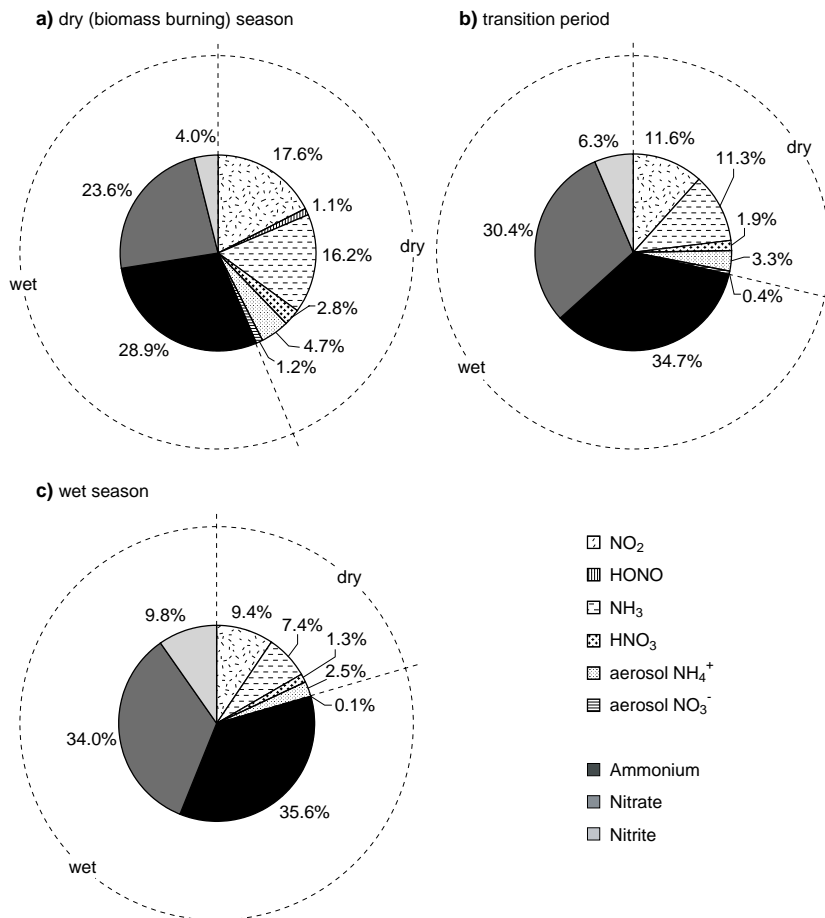 a) dry (biomass burning) season
4.0%
17.6%
23.6%
1.1%
dry
16.2%
wet
2.8%
4.7%
28.9%
1.2%
b) transition period
6.3%
11.6%
dry
11.3%
1.9%
30.4%
3.3%
0.4%
wet
34.7%
c) wet season
dry
9.8%
9.4%
7.4%
1.3%
2.5%
0.1%
34.0%
35.6%
wet
NO₂
HONO
NH₃
HNO₃
aerosol NH₄⁺
aerosol NO₃⁻
Ammonium
Nitrate
Nitrite